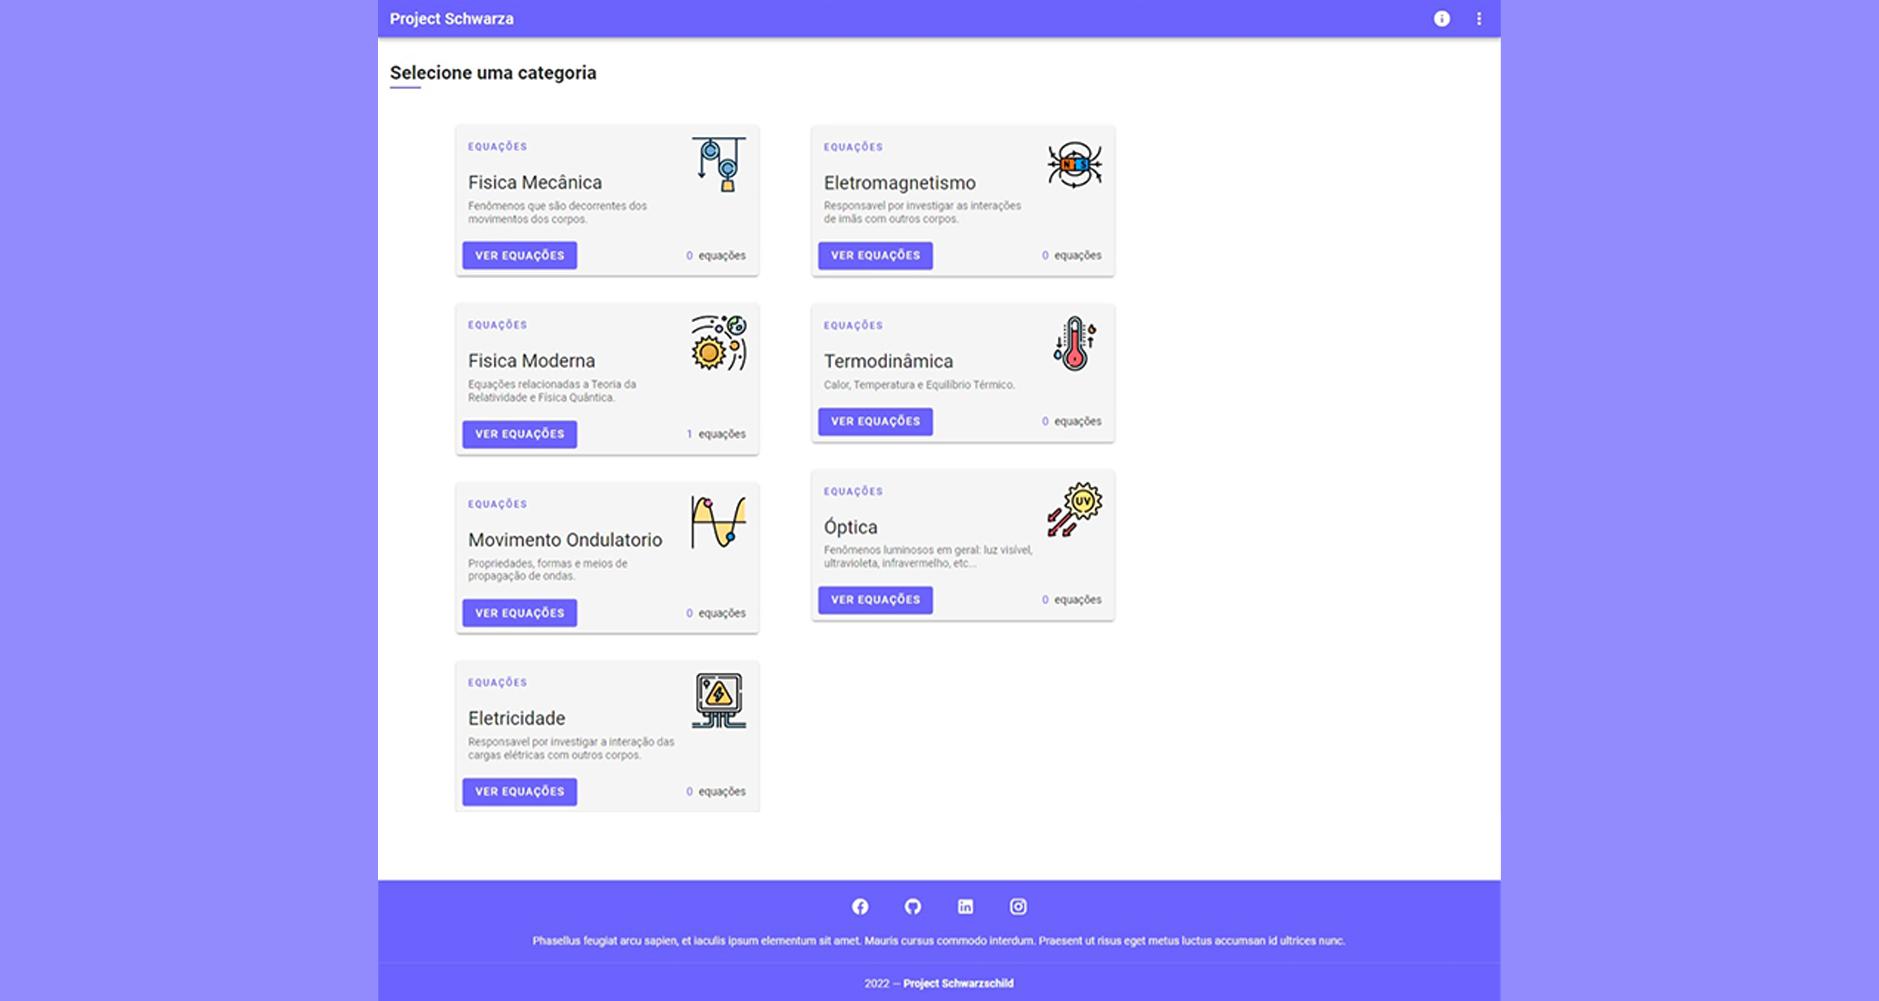 Project Schwarza
Selecione uma categoria
EQUAÇÕES
Fisica Mecânica
Fenômenos que são decorrentes dos
movimentos dos corpos.
VER EQUAÇÕES
0 equações
EQUAÇÕES
Fisica Moderna
Equações relacionadas a Teoria da
Relatividade e Física Quântica.
VER EQUAÇÕES
1 equações
EQUAÇÕES
Movimento Ondulatorio
Propriedades, formas e meios de
propagação de ondas.
VER EQUAÇÕES
0 equações
EQUAÇÕES
Eletricidade
Responsavel por investigar a interação das
cargas elétricas com outros corpos.
VER EQUAÇÕES
0 equações
EQUAÇÕES
Eletromagnetismo
Responsavel por investigar as interações
de imãs com outros corpos.
N S
VER EQUAÇÕES
0 equações
EQUAÇÕES
Termodinâmica
Calor, Temperatura e Equilíbrio Térmico.
VER EQUAÇÕES
0 equações
EQUAÇÕES
UV
Óptica
Fenômenos luminosos em geral: luz visível,
ultravioleta, infravermelho, etc...
VER EQUAÇÕES
0 equações
Phasellus feugiat arcu sapien, et iaculis ipsum elementum sit amet. Mauris cursus commodo interdum. Praesent ut risus eget metus luctus accumsan id ultrices nunc.
2022 — Project Schwarzschild